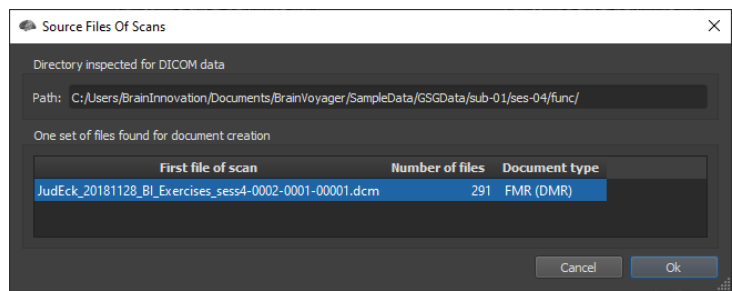 Source Files Of Scans
Directory inspected for DICOM data
Path: C:/Users/BrainInnovation/Documents/BrainVoyager/SampleData/GSGData/sub-01/ses-04/func/
One set of files found for document creation
First file of scan Number of files Document type
JudEck_20181128_BI_Exercises_sess4-0002-0001-00001.dcm 291 FMR (DMR)
Cancel Ok